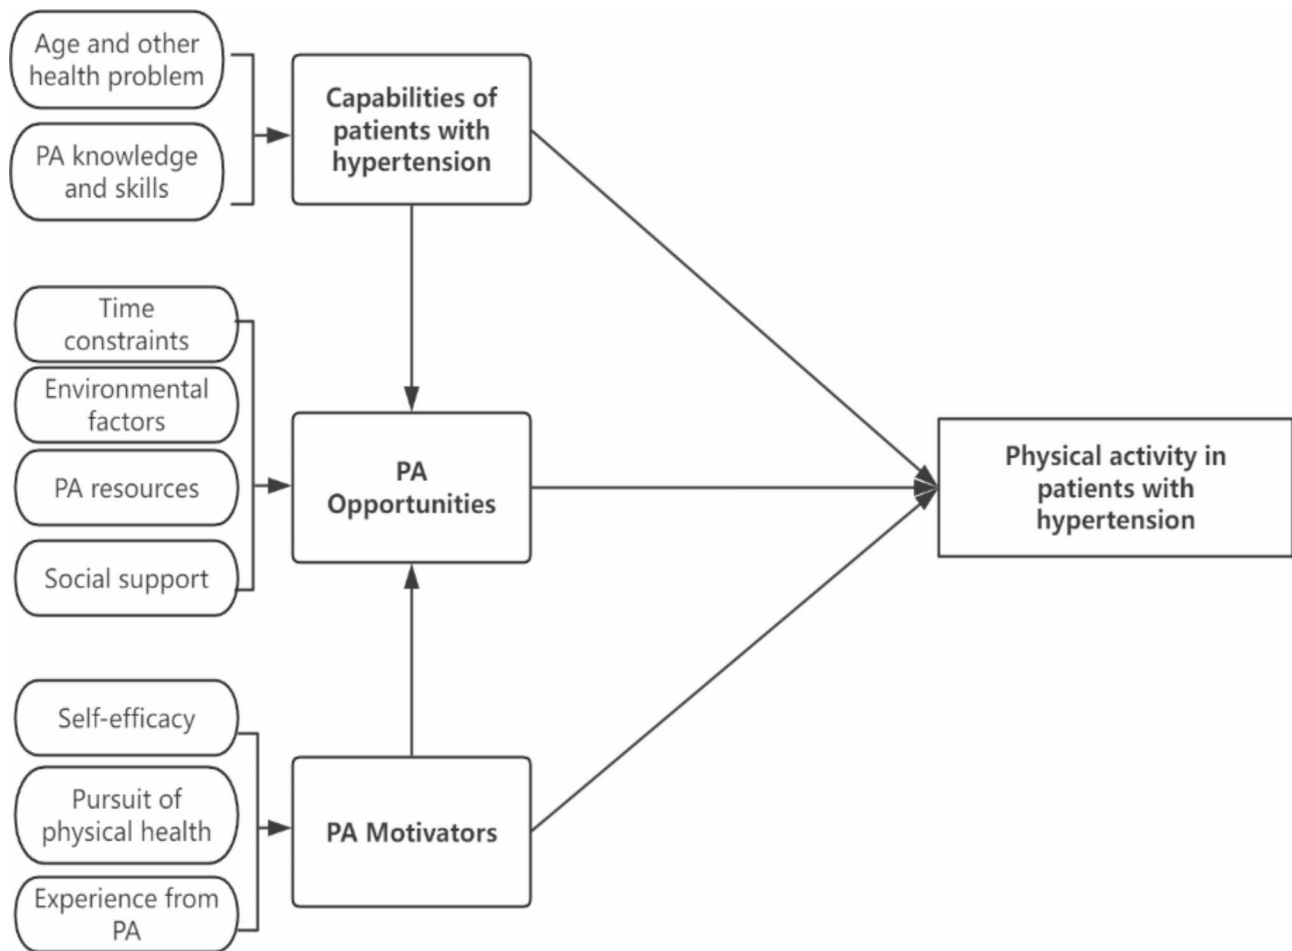 Age and other
health problem
PA knowledge
and skills
Capabilities of
patients with
hypertension
Time
constraints
Environmental
factors
PA resources
Social support
PA
Opportunities
Physical activity in
patients with
hypertension
Self-efficacy
Pursuit of
physical health
Experience from
PA
PA Motivators